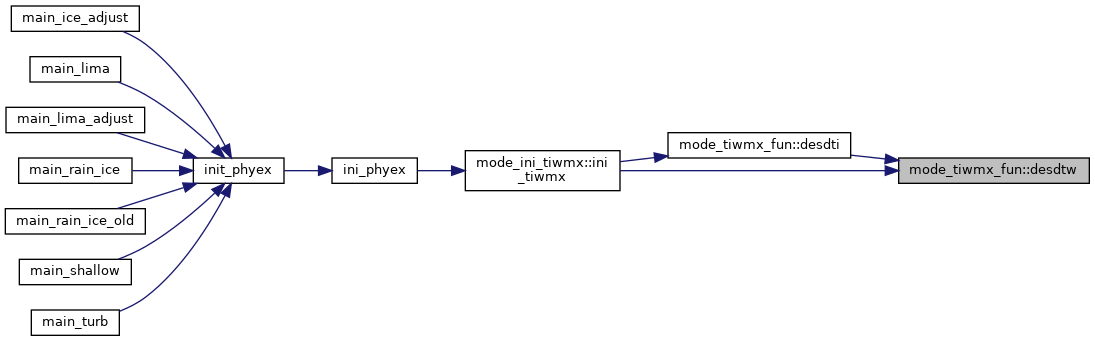 main_ice_adjust
main_lima
main_lima_adjust
main_rain_ice
main_rain_ice_old
main_shallow
main_turb
init_phyex
ini_phyex
mode_ini_tiwmx::ini
_tiwmx
mode_tiwmx_fun::desdti
mode_tiwmx_fun::desdtw